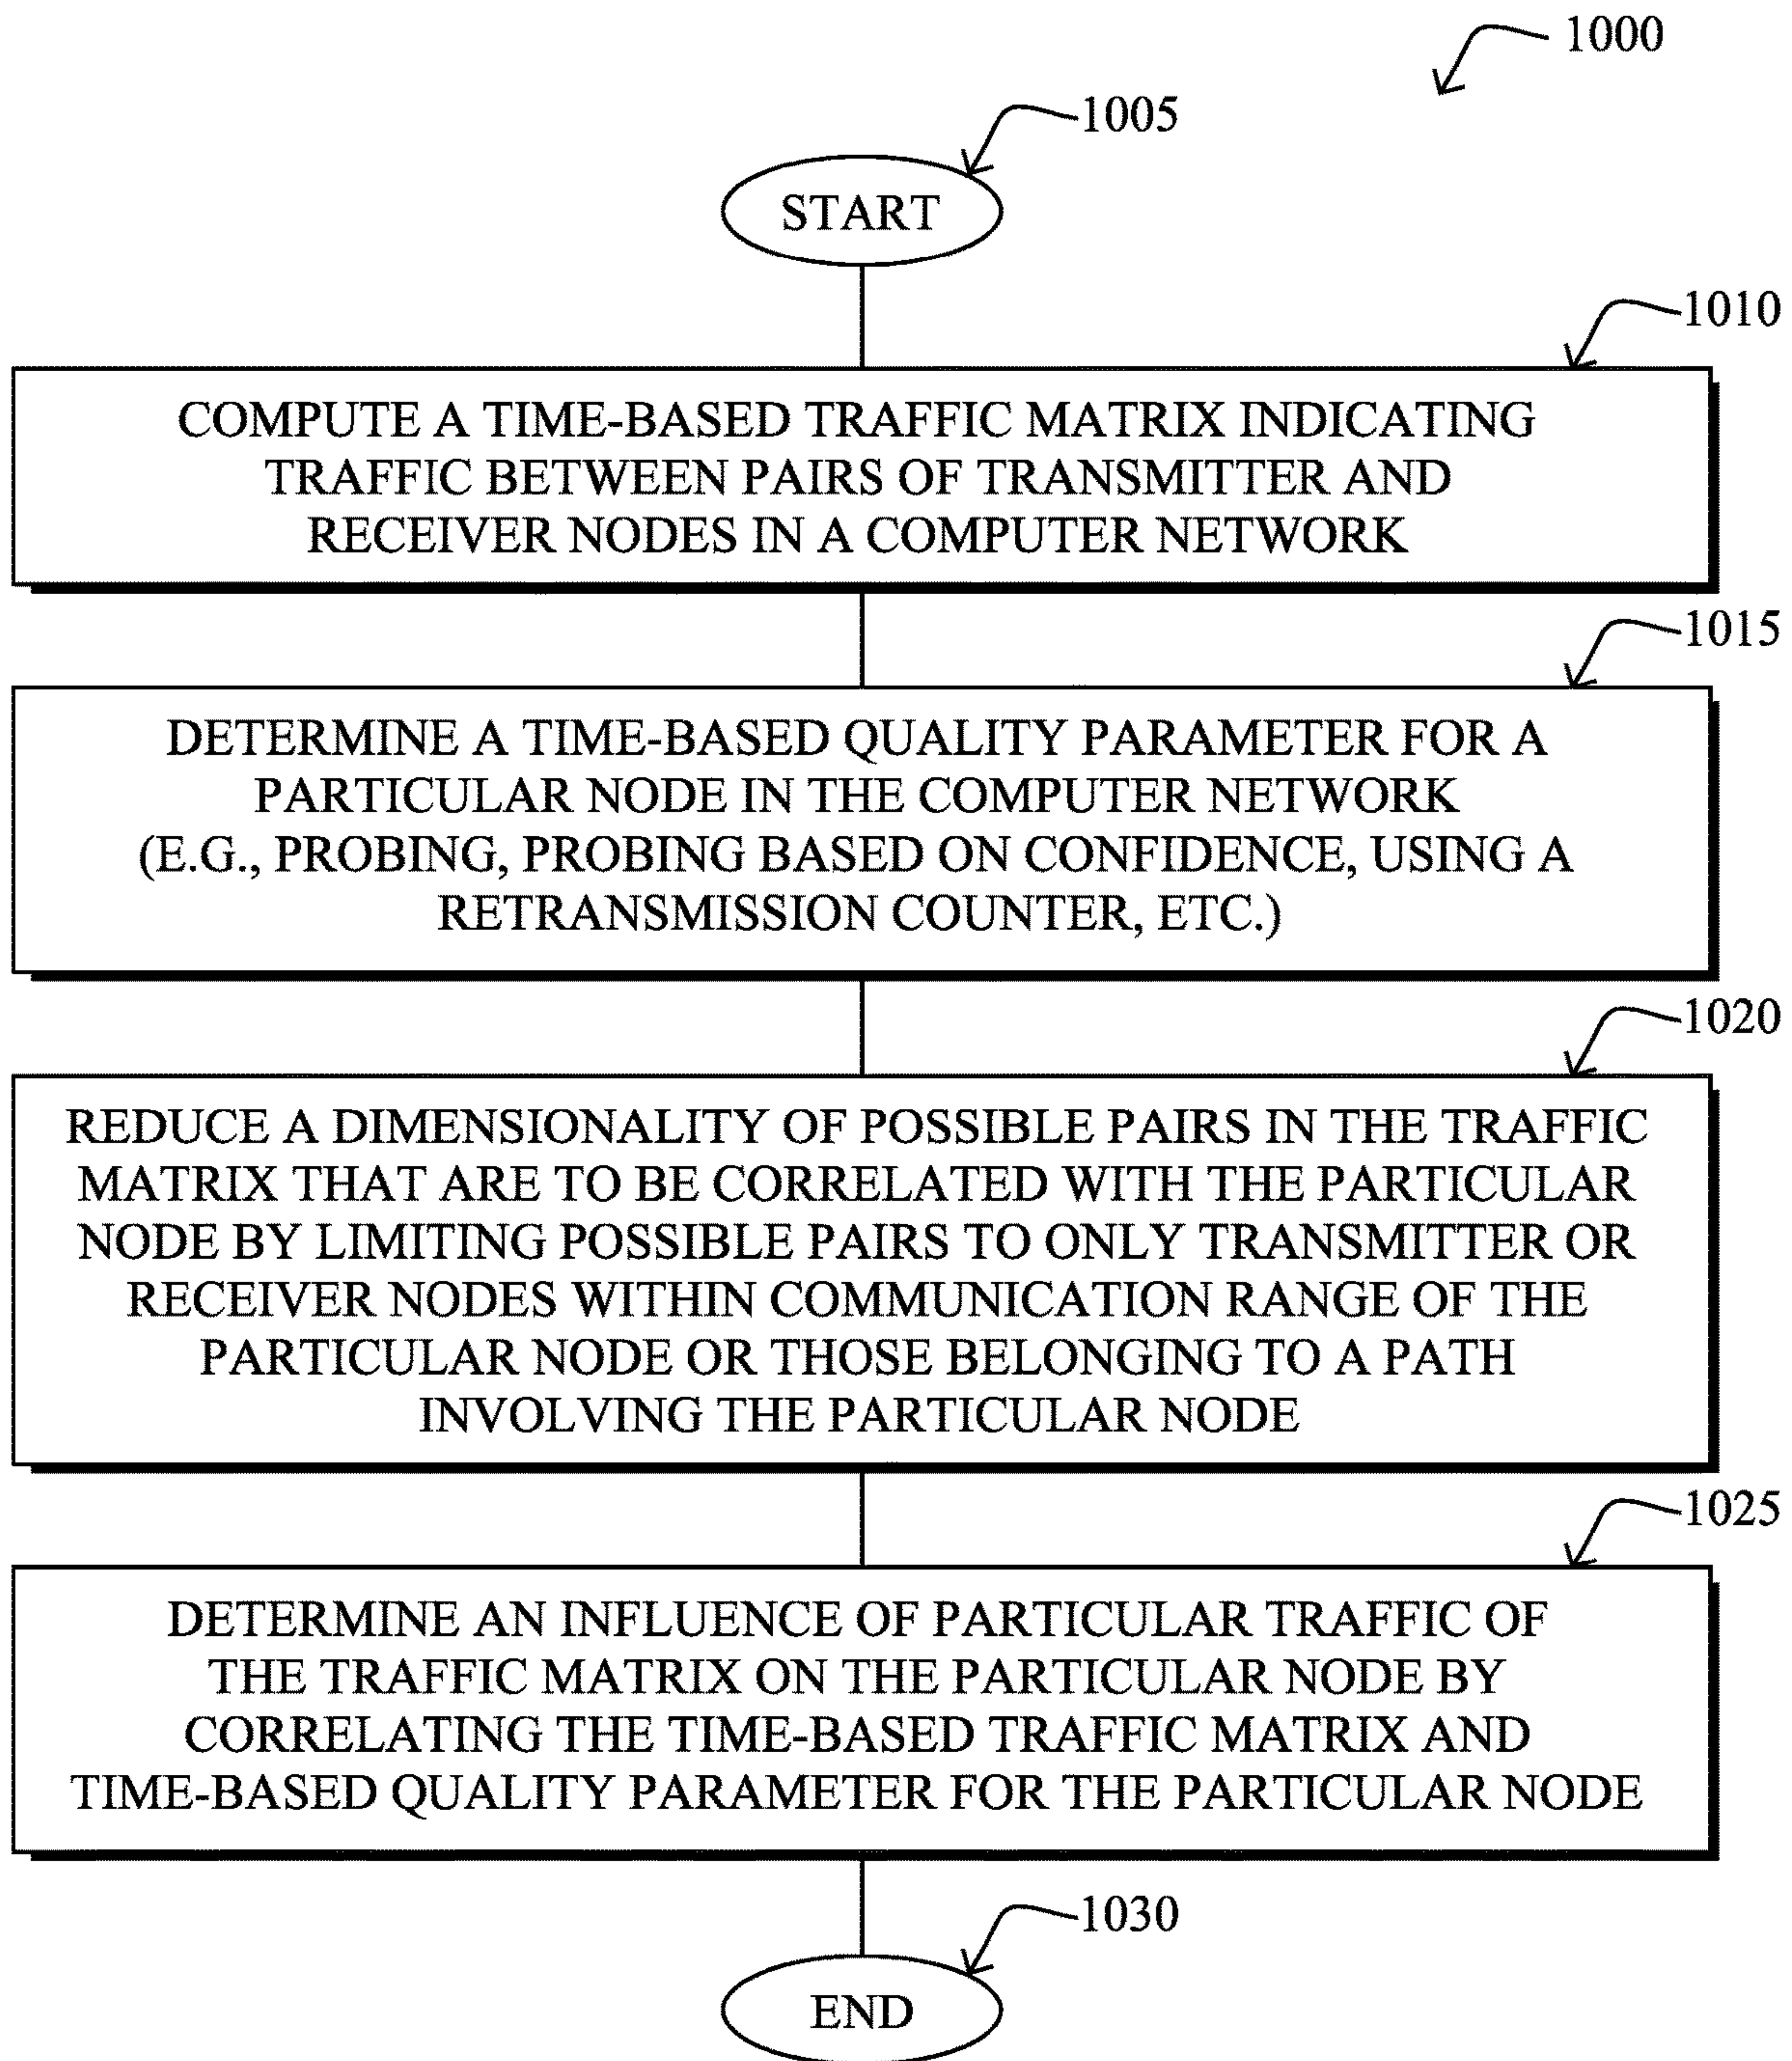 1000
1005
START
1010
COMPUTE A TIME-BASED TRAFFIC MATRIX INDICATING
TRAFFIC BETWEEN PAIRS OF TRANSMITTER AND
RECEIVER NODES IN A COMPUTER NETWORK
1015
DETERMINE A TIME-BASED QUALITY PARAMETER FOR A
PARTICULAR NODE IN THE COMPUTER NETWORK
(E.G., PROBING, PROBING BASED ON CONFIDENCE, USING A
RETRANSMISSION COUNTER, ETC.)
1020
REDUCE A DIMENSIONALITY OF POSSIBLE PAIRS IN THE TRAFFIC
MATRIX THAT ARE TO BE CORRELATED WITH THE PARTICULAR
NODE BY LIMITING POSSIBLE PAIRS TO ONLY TRANSMITTER OR
RECEIVER NODES WITHIN COMMUNICATION RANGE OF THE
PARTICULAR NODE OR THOSE BELONGING TO A PATH
INVOLVING THE PARTICULAR NODE
1025
DETERMINE AN INFLUENCE OF PARTICULAR TRAFFIC OF
THE TRAFFIC MATRIX ON THE PARTICULAR NODE BY
CORRELATING THE TIME-BASED TRAFFIC MATRIX AND
TIME-BASED QUALITY PARAMETER FOR THE PARTICULAR NODE
1030
END